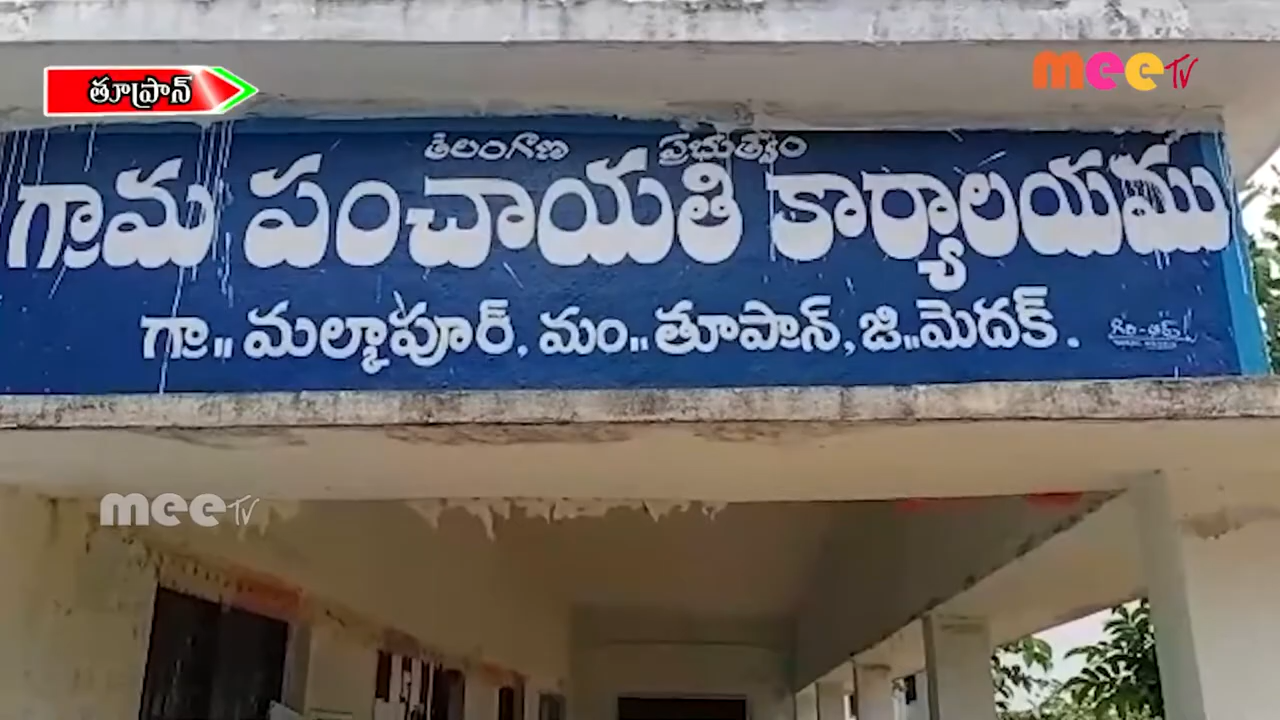 తూప్రాన్
mee TV
తెలంగాణ ప్రభుత్వం
గ్రామ పంచాయతి కార్యాలయము
గ్రా,, మల్కాపూర్, మం,, తూప్రాన్, జి,, మెదక్.
mee TV